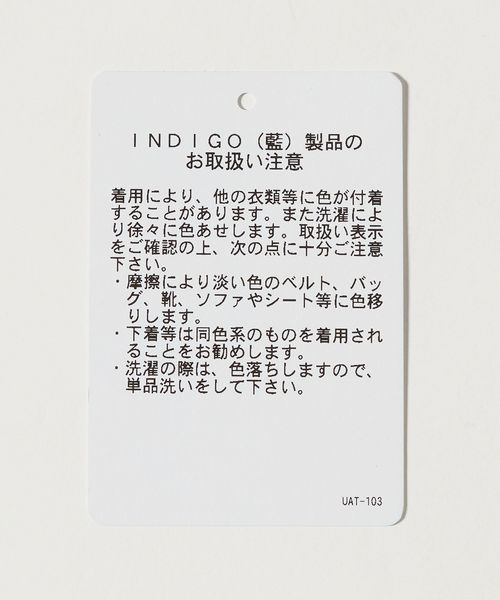 ＩＮＤＩＧＯ（藍）製品の
お取扱い注意
着用により、他の衣類等に色が付着
することがあります。また洗濯によ
り徐々に色あせします。取扱い表示
をご確認の上、次の点に十分ご注意
下さい。
・摩擦により淡い色のベルト、バッ
グ、靴、ソファやシート等に色移
りします。
・下着等は同色系のものを着用され
ることをお勧めします。
・洗濯の際は、色落ちしますので、
単品洗いをして下さい。
UAT-103